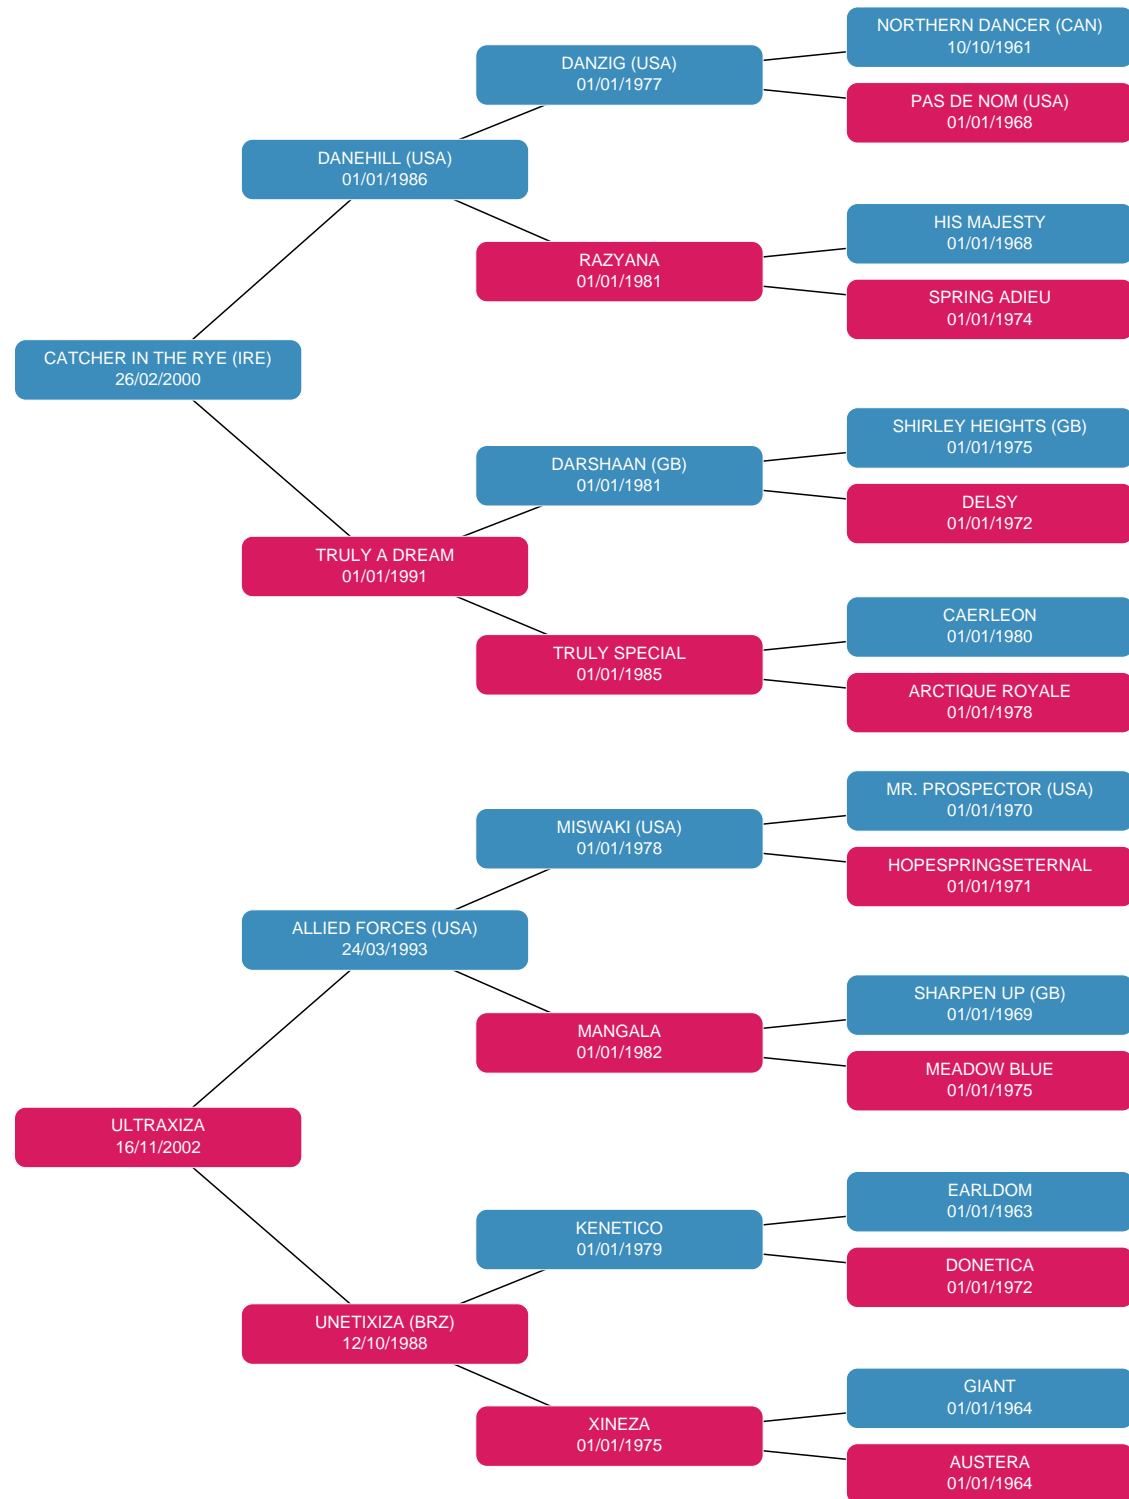 NORTHERN DANCER (CAN)
10/10/1961
DANZIG (USA)
01/01/1977
PAS DE NOM (USA)
01/01/1968
DANEHILL (USA)
01/01/1986
HIS MAJESTY
01/01/1968
RAZYANA
01/01/1981
SPRING ADIEU
01/01/1974
CATCHER IN THE RYE (IRE)
26/02/2000
SHIRLEY HEIGHTS (GB)
01/01/1975
DARSHAAN (GB)
01/01/1981
DELSY
01/01/1972
TRULY A DREAM
01/01/1991
CAERLEON
01/01/1980
TRULY SPECIAL
01/01/1985
ARCTIQUE ROYALE
01/01/1978
MR. PROSPECTOR (USA)
01/01/1970
MISWAKI (USA)
01/01/1978
HOPESPRINGSETERNAL
01/01/1971
ALLIED FORCES (USA)
24/03/1993
SHARPEN UP (GB)
01/01/1969
MANGALA
01/01/1982
MEADOW BLUE
01/01/1975
ULTRAXIZA
16/11/2002
EARLDOM
01/01/1963
KENETICO
01/01/1979
DONETICA
01/01/1972
UNETIXIZA (BRZ)
12/10/1988
GIANT
01/01/1964
XINEZA
01/01/1975
AUSTERA
01/01/1964